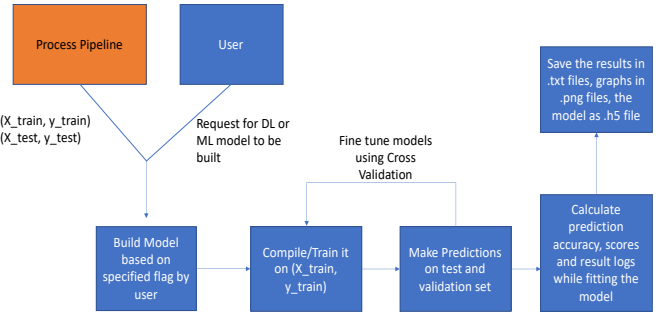 Process Pipeline
User
(X_train, y_train)
(X_test, y_test)
Request for DL or
ML model to be
built
Fine tune models
using Cross
Validation
Save the results in
.txt files, graphs in
.png files, the
model as .h5 file
Build Model
based on
specified flag by
user
Compile/Train it
on (X_train,
y_train)
Make Predictions
on test and
validation set
Calculate
prediction
accuracy, scores
and result logs
while fitting the
model